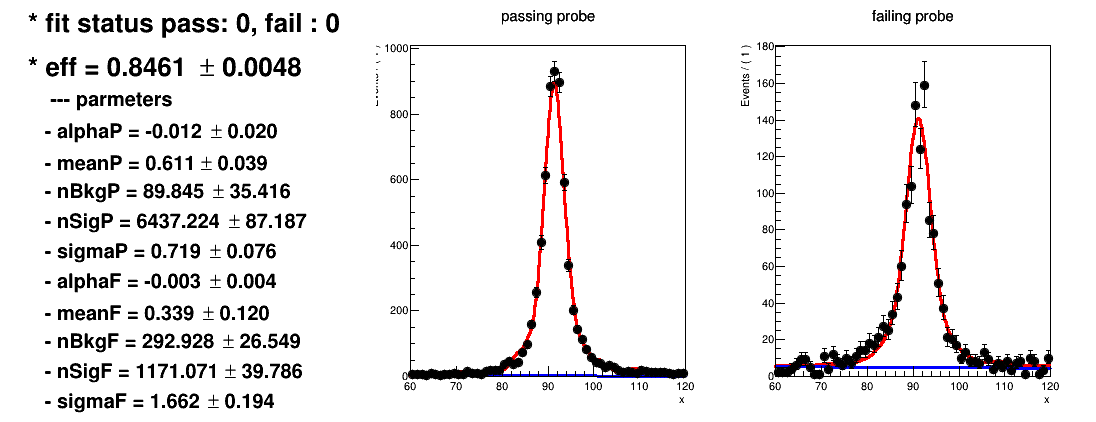 * fit status pass: 0, fail : 0
* eff = 0.8461 ± 0.0048
--- parmeters
- alphaP = -0.012 ± 0.020
- meanP = 0.611 ± 0.039
- nBkgP = 89.845 ± 35.416
- nSigP = 6437.224 ± 87.187
- sigmaP = 0.719 ± 0.076
- alphaF = -0.003 ± 0.004
- meanF = 0.339 ± 0.120
- nBkgF = 292.928 ± 26.549
- nSigF = 1171.071 ± 39.786
- sigmaF = 1.662 ± 0.194
passing probe
1000
800
600
400
200
0
60 70 80 90 100 110 120
x
failing probe
Events / ( 1 )
180
160
140
120
100
80
60
40
20
0
60 70 80 90 100 110 120
x